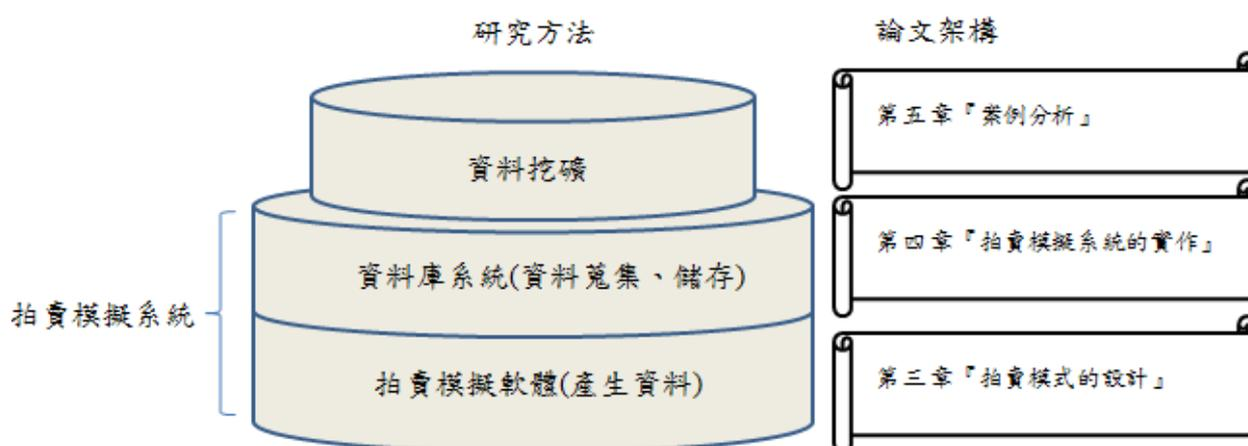 研究方法
論文架構
資料挖礦
第五章『案例分析』
資料庫系統(資料蒐集、儲存)
第四章『拍賣模擬系統的實作』
拍賣模擬系統
拍賣模擬軟體(產生資料)
第三章『拍賣模式的設計』